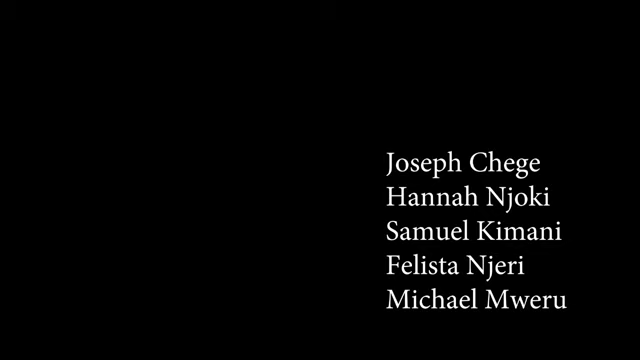 Joseph Chege
Hannah Njoki
Samuel Kimani
Felista Njeri
Michael Mweru